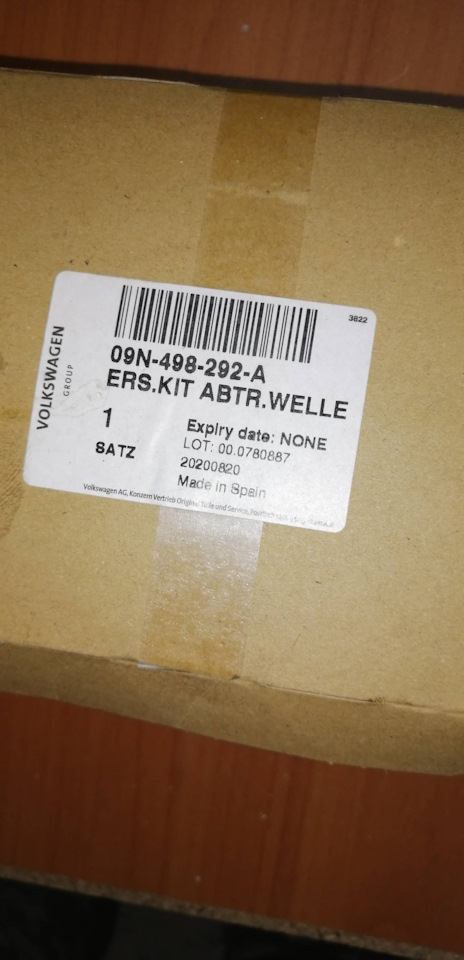 3822
VOLKSWAGEN
GROUP
09N-498-292-A
ERS.KIT ABTR.WELLE
1
SATZ
Expiry date: NONE
LOT: 00.0780887
20200820
Made in Spain
Volkswagen AG, Konzern Vertrieb Original Teile und Service,